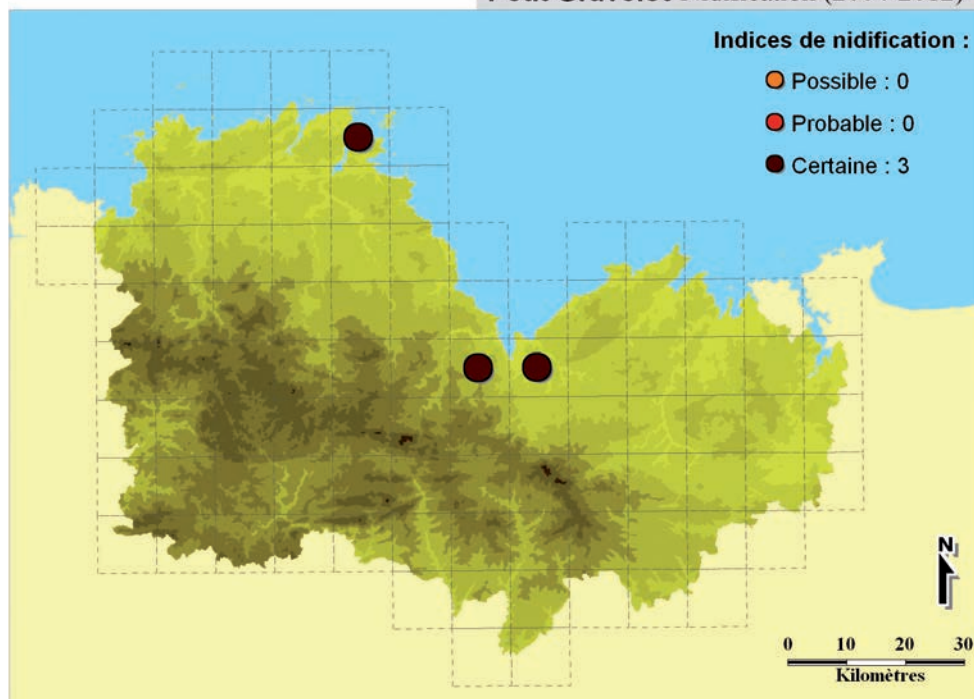 Indices de nidification :
Possible : 0
Probable : 0
Certaine : 3
N
0 10 20 30
Kilomètres